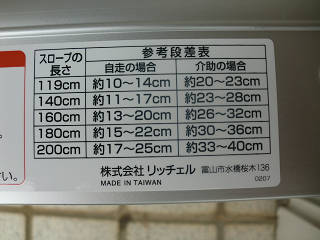 スロープの長さ 参考段差表
自走の場合 介助の場合
119cm 約10～14cm 約20～23cm
140cm 約11～17cm 約23～28cm
160cm 約13～20cm 約26～32cm
180cm 約15～22cm 約30～36cm
200cm 約17～25cm 約33～40cm
株式会社 リッチェル 富山市水橋桜木136
MADE IN TAIWAN 0207
。
さい。